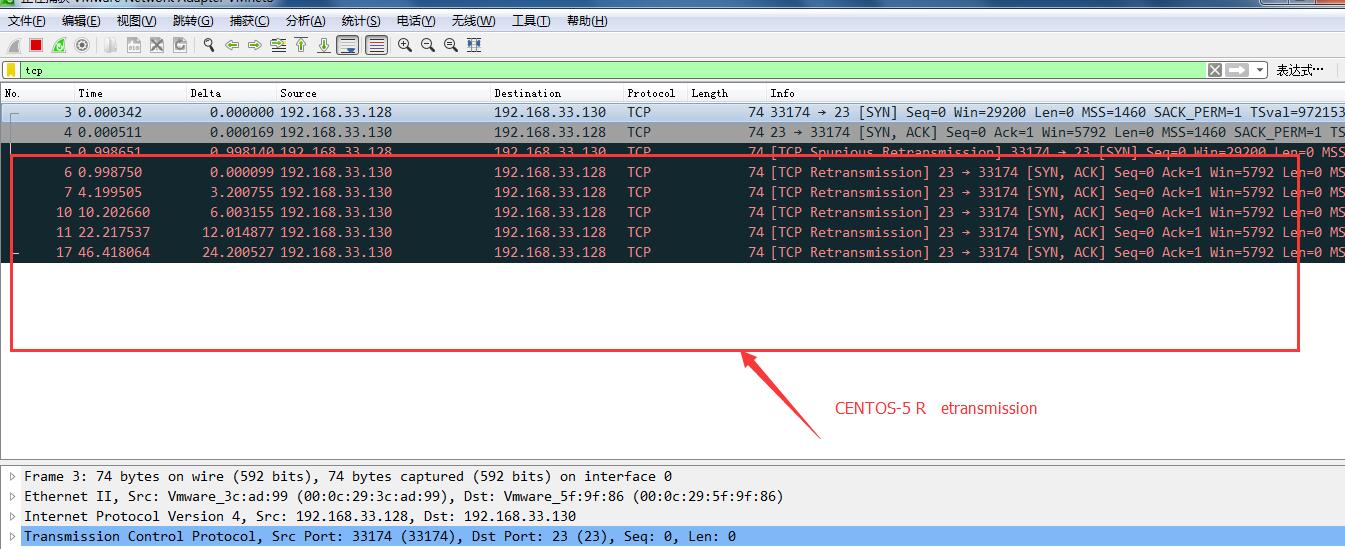 正在捕获 VMware Network Adapter VMnet8
文件(F) 编辑(E) 视图(V) 跳转(G) 捕获(C) 分析(A) 统计(S) 电话(Y) 无线(W) 工具(T) 帮助(H)
tcp 表达式…
No. Time Delta Source Destination Protocol Length Info
3 0.000342 0.000000 192.168.33.128 192.168.33.130 TCP 74 33174 → 23 [SYN] Seq=0 Win=29200 Len=0 MSS=1460 SACK_PERM=1 TSval=972153
4 0.000511 0.000169 192.168.33.130 192.168.33.128 TCP 74 23 → 33174 [SYN, ACK] Seq=0 Ack=1 Win=5792 Len=0 MSS=1460 SACK_PERM=1 TS
5 0.998651 0.998140 192.168.33.128 192.168.33.130 TCP 74 [TCP Spurious Retransmission] 33174 → 23 [SYN] Seq=0 Win=29200 Len=0 MSS
6 0.998750 0.000099 192.168.33.130 192.168.33.128 TCP 74 [TCP Retransmission] 23 → 33174 [SYN, ACK] Seq=0 Ack=1 Win=5792 Len=0 MS
7 4.199505 3.200755 192.168.33.130 192.168.33.128 TCP 74 [TCP Retransmission] 23 → 33174 [SYN, ACK] Seq=0 Ack=1 Win=5792 Len=0 MS
10 10.202660 6.003155 192.168.33.130 192.168.33.128 TCP 74 [TCP Retransmission] 23 → 33174 [SYN, ACK] Seq=0 Ack=1 Win=5792 Len=0 MS
11 22.217537 12.014877 192.168.33.130 192.168.33.128 TCP 74 [TCP Retransmission] 23 → 33174 [SYN, ACK] Seq=0 Ack=1 Win=5792 Len=0 MS
17 46.418064 24.200527 192.168.33.130 192.168.33.128 TCP 74 [TCP Retransmission] 23 → 33174 [SYN, ACK] Seq=0 Ack=1 Win=5792 Len=0 MS
CENTOS-5 R etransmission
Frame 3: 74 bytes on wire (592 bits), 74 bytes captured (592 bits) on interface 0
Ethernet II, Src: Vmware_3c:ad:99 (00:0c:29:3c:ad:99), Dst: Vmware_5f:9f:86 (00:0c:29:5f:9f:86)
Internet Protocol Version 4, Src: 192.168.33.128, Dst: 192.168.33.130
Transmission Control Protocol, Src Port: 33174 (33174), Dst Port: 23 (23), Seq: 0, Len: 0